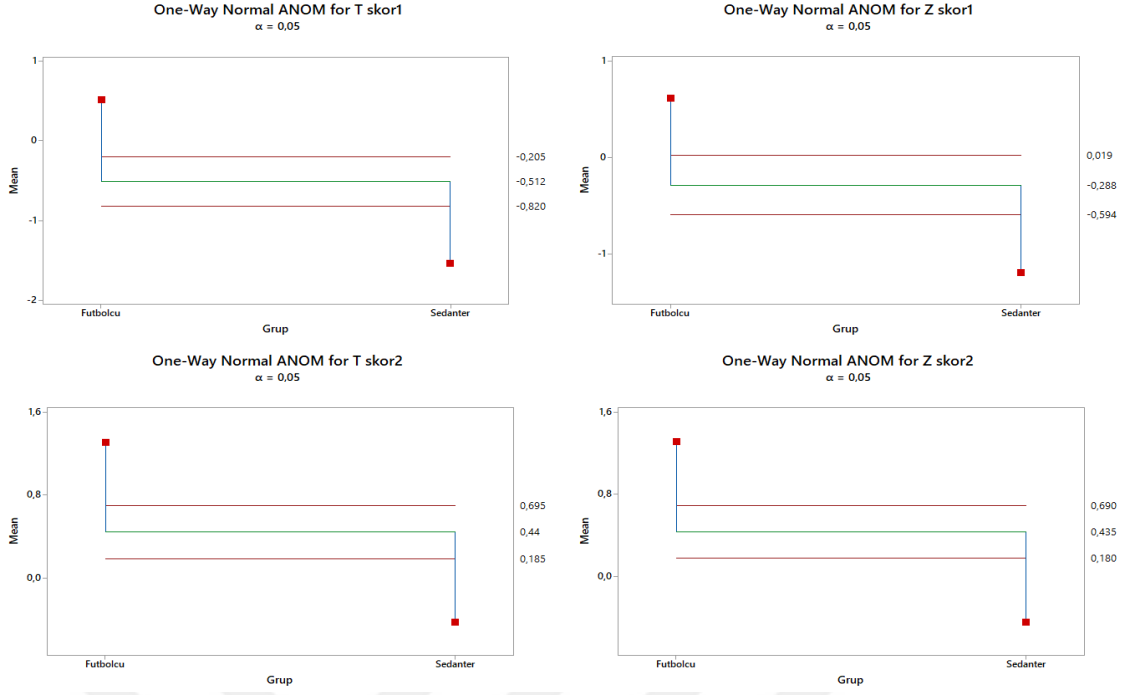 One-Way Normal ANOM for T skor1
α = 0,05
1
0
-1
-2
Mean
-0,205
-0,512
-0,820
Futbolcu
Sedanter
Grup
One-Way Normal ANOM for Z skor1
α = 0,05
1
0
-1
Mean
0,019
-0,288
-0,594
Futbolcu
Sedanter
Grup
One-Way Normal ANOM for T skor2
α = 0,05
1,6
0,8
0,0
Mean
0,695
0,44
0,185
Futbolcu
Sedanter
Grup
One-Way Normal ANOM for Z skor2
α = 0,05
1,6
0,8
0,0
Mean
0,690
0,435
0,180
Futbolcu
Sedanter
Grup